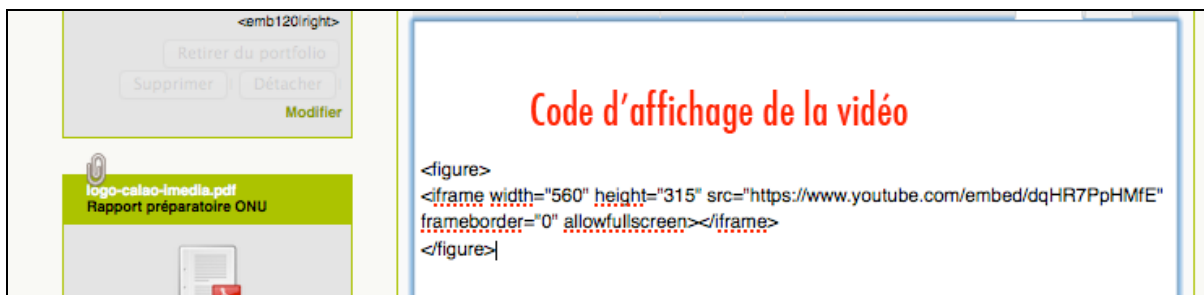 <emb120|right>
Retirer du portfolio
Supprimer Détacher
Modifier
logo-calao-imedia.pdf
Rapport préparatoire ONU
Code d'affichage de la vidéo
<figure>
<iframe width="560" height="315" src="https://www.youtube.com/embed/dqHR7PpHMfE"
frameborder="0" allowfullscreen></iframe>
</figure>